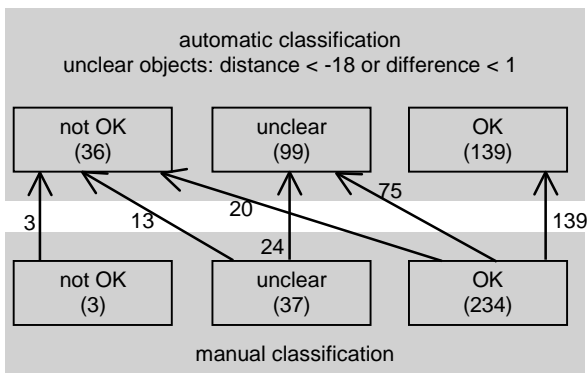 automatic classification
unclear objects: distance < -18 or difference < 1
not OK
(36)
unclear
(99)
OK
(139)
3
13
20
24
75
139
not OK
(3)
unclear
(37)
OK
(234)
manual classification